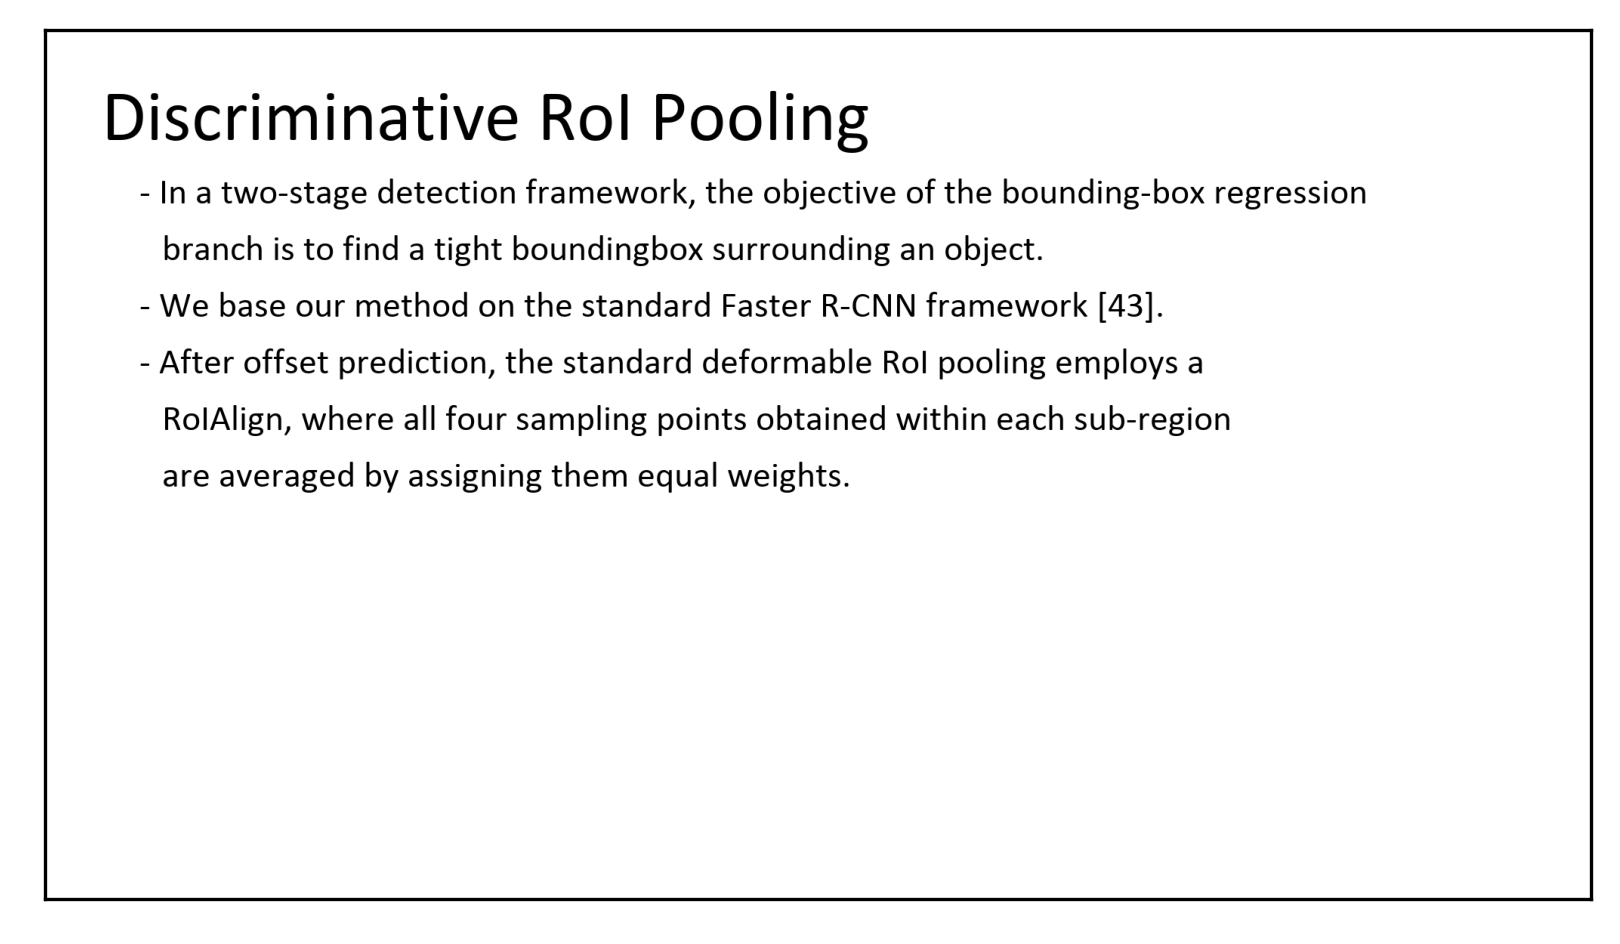 Discriminative RoI Pooling
- In a two-stage detection framework, the objective of the bounding-box regression
branch is to find a tight boundingbox surrounding an object.
- We base our method on the standard Faster R-CNN framework [43].
- After offset prediction, the standard deformable RoI pooling employs a
RoIAlign, where all four sampling points obtained within each sub-region
are averaged by assigning them equal weights.